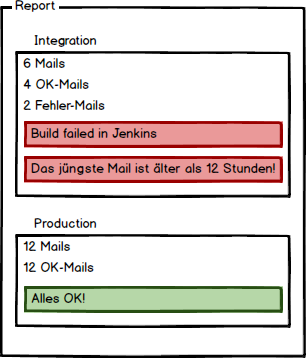 Report
Integration
6 Mails
4 OK-Mails
2 Fehler-Mails
Build failed in Jenkins
Das jüngste Mail ist älter als 12 Stunden!
Production
12 Mails
12 OK-Mails
Alles OK!